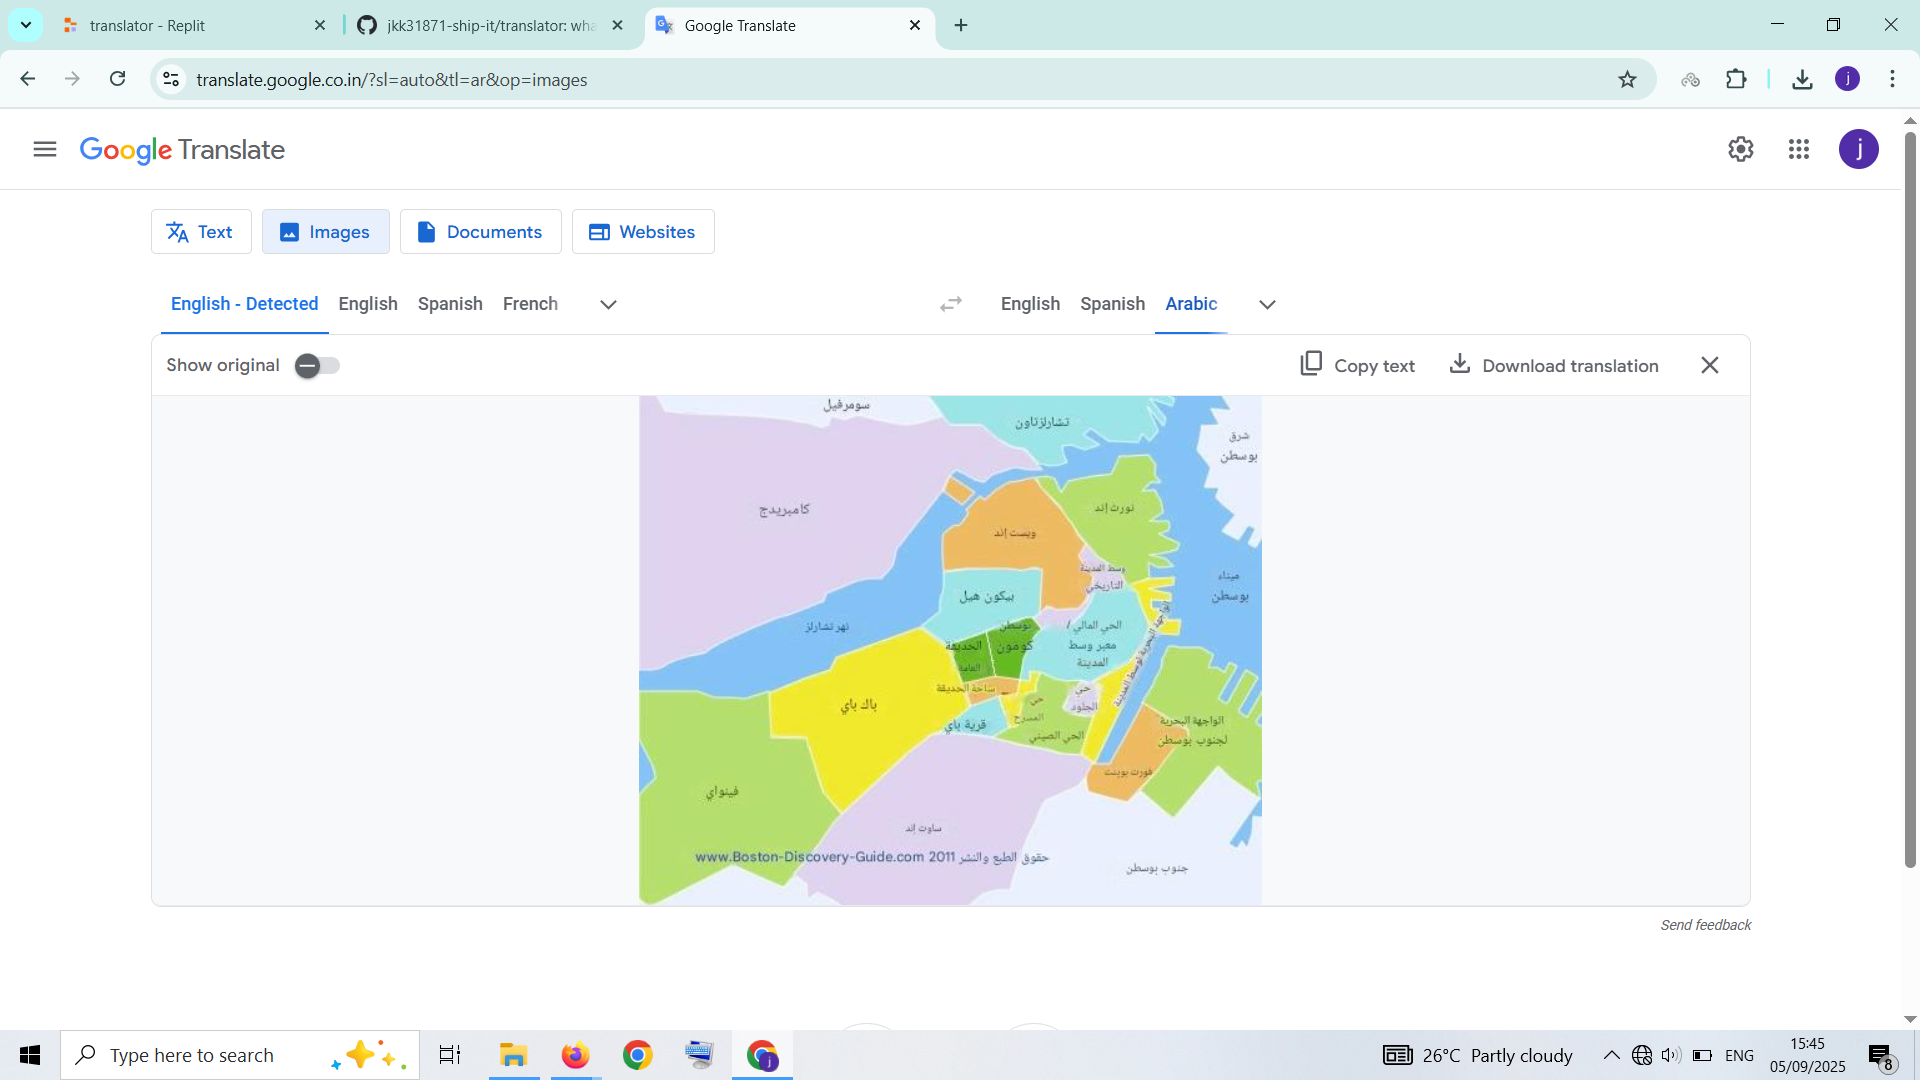 translator - Replit
jkk31871-ship-it/translator: wha
Google Translate
translate.google.co.in/?sl=auto&tl=ar&op=images
j
Google Translate
j
Text
Images
Documents
Websites
English - Detected
English
Spanish
French
English
Spanish
Arabic
Show original
Copy text
Download translation
سومرفيل
تشارلزتاون
شرق
بوسطن
كامبريدج
نورث إند
ويست إند
وسط المدينة
التاريخي
ميناء
بوسطن
بيكون هيل
نهر تشارلز
بوسطن
كومون
الحديقة
العامة
الحي المالي /
معبر وسط
المدينة
الواجهة البحرية لوسط المدينة
ساحة الحديقة
حي
الجلود
حي
المسرح
باك باي
قرية باي
الحي الصيني
الواجهة البحرية
لجنوب بوسطن
فورت بوينت
فينواي
ساوث إند
www.Boston-Discovery-Guide.com 2011 حقوق الطبع والنشر
جنوب بوسطن
Send feedback
Type here to search
j
26°C Partly cloudy
ENG
15:45
05/09/2025
8